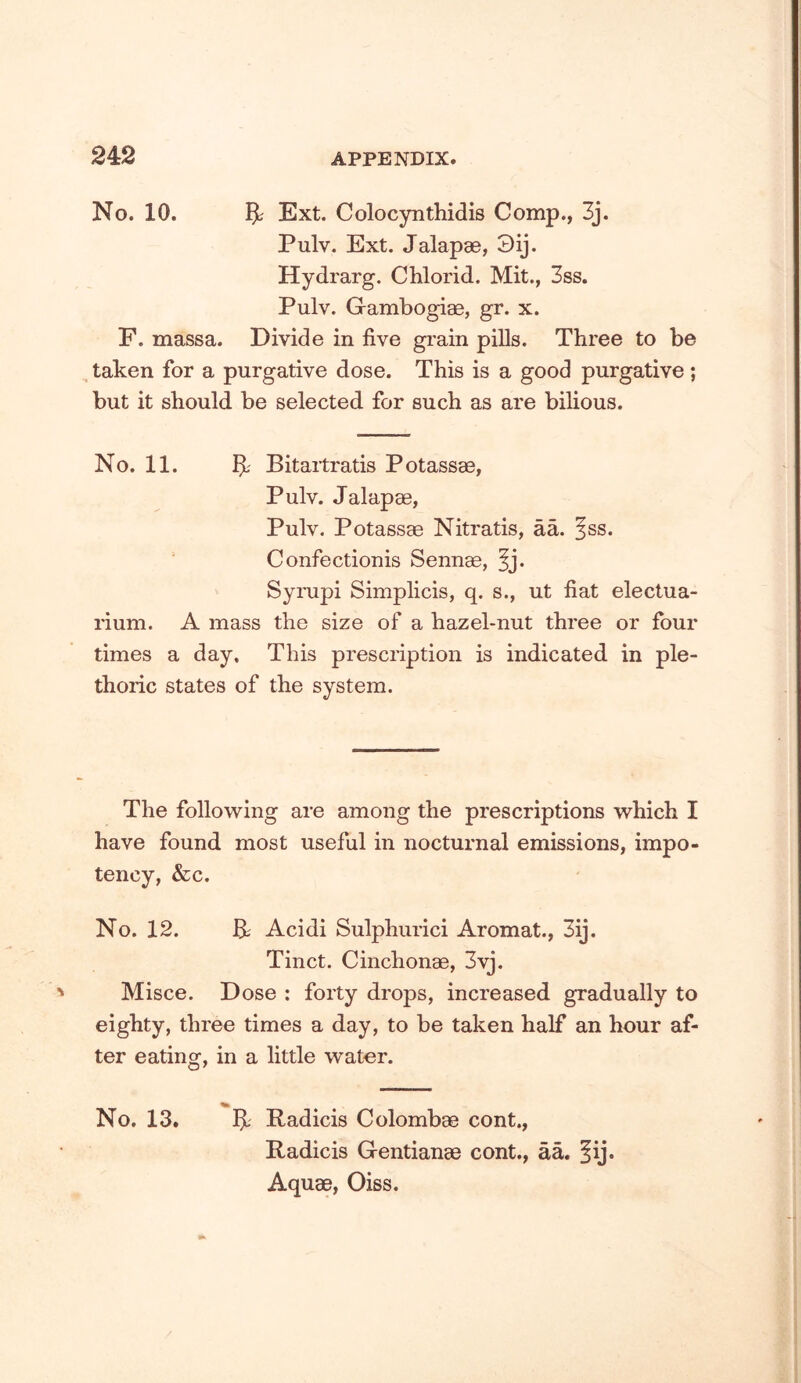 242 APPENDIX.
No. 10. ℞ Ext. Colocynthidis Comp., ʒj.
Pulv. Ext. Jalapæ, ℈ij.
Hydrarg. Chlorid. Mit., ʒss.
Pulv. Gambogiæ, gr. x.
F. massa. Divide in five grain pills. Three to be
taken for a purgative dose. This is a good purgative;
but it should be selected for such as are bilious.
No. 11. ℞ Bitartratis Potassæ,
Pulv. Jalapæ,
Pulv. Potassæ Nitratis, āā. ℥ss.
Confectionis Sennæ, ℥j.
Syrupi Simplicis, q. s., ut fiat electua-
rium. A mass the size of a hazel-nut three or four
times a day. This prescription is indicated in ple-
thoric states of the system.
The following are among the prescriptions which I
have found most useful in nocturnal emissions, impo-
tency, &c.
No. 12. ℞ Acidi Sulphurici Aromat., ʒij.
Tinct. Cinchonæ, ʒvj.
Misce. Dose : forty drops, increased gradually to
eighty, three times a day, to be taken half an hour af-
ter eating, in a little water.
No. 13. ℞ Radicis Colombæ cont.,
Radicis Gentianæ cont., āā. ℥ij.
Aquæ, Oiss.